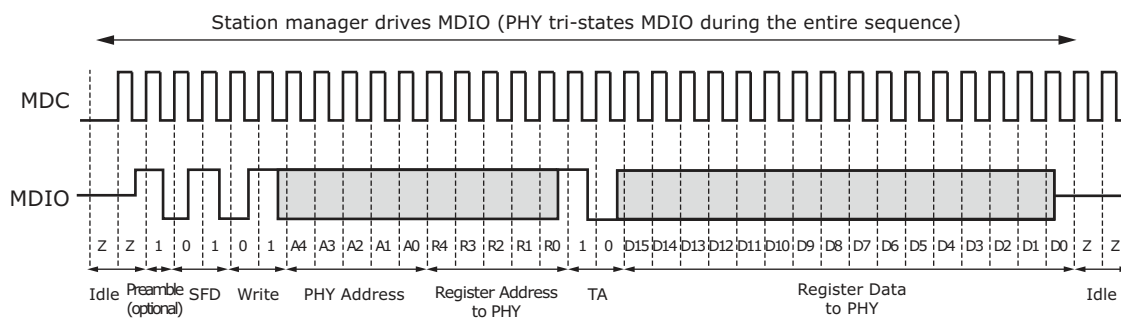 Station manager drives MDIO (PHY tri-states MDIO during the entire sequence)
MDC
MDIO
Z Z 1 0 1 0 1 A4 A3 A2 A1 A0 R4 R3 R2 R1 R0 1 0 D15 D14 D13 D12 D11 D10 D9 D8 D7 D6 D5 D4 D3 D2 D1 D0 Z Z
Idle Preamble SFD Write PHY Address Register Address TA Register Data Idle
(optional) to PHY to PHY